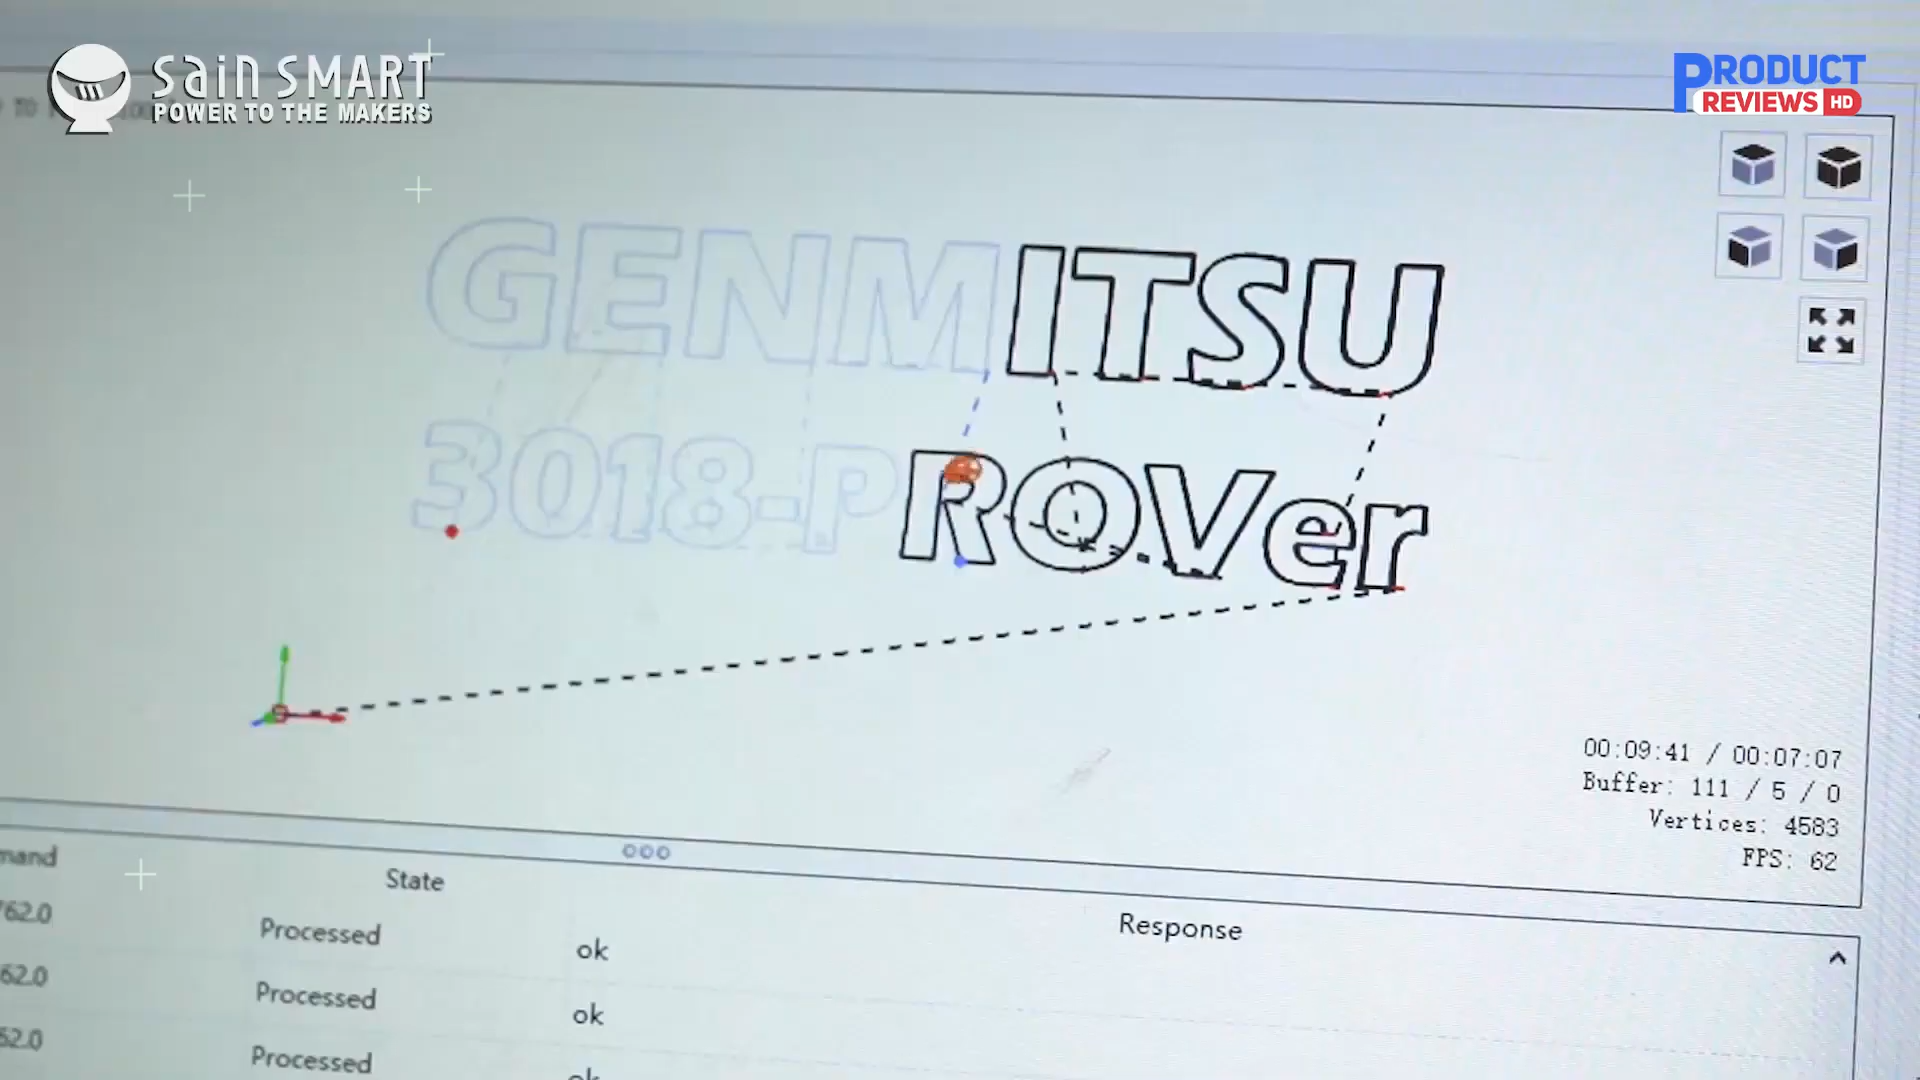 SainSMART
POWER TO THE MAKERS
PRODUCT
REVIEWS HD
GENMITSU
3018-PROVer
00:09:41 / 00:07:07
Buffer: 111 / 5 / 0
Vertices: 4583
FPS: 62
mand State Response
762.0 Processed ok
62.0 Processed ok
62.0 Processed ok